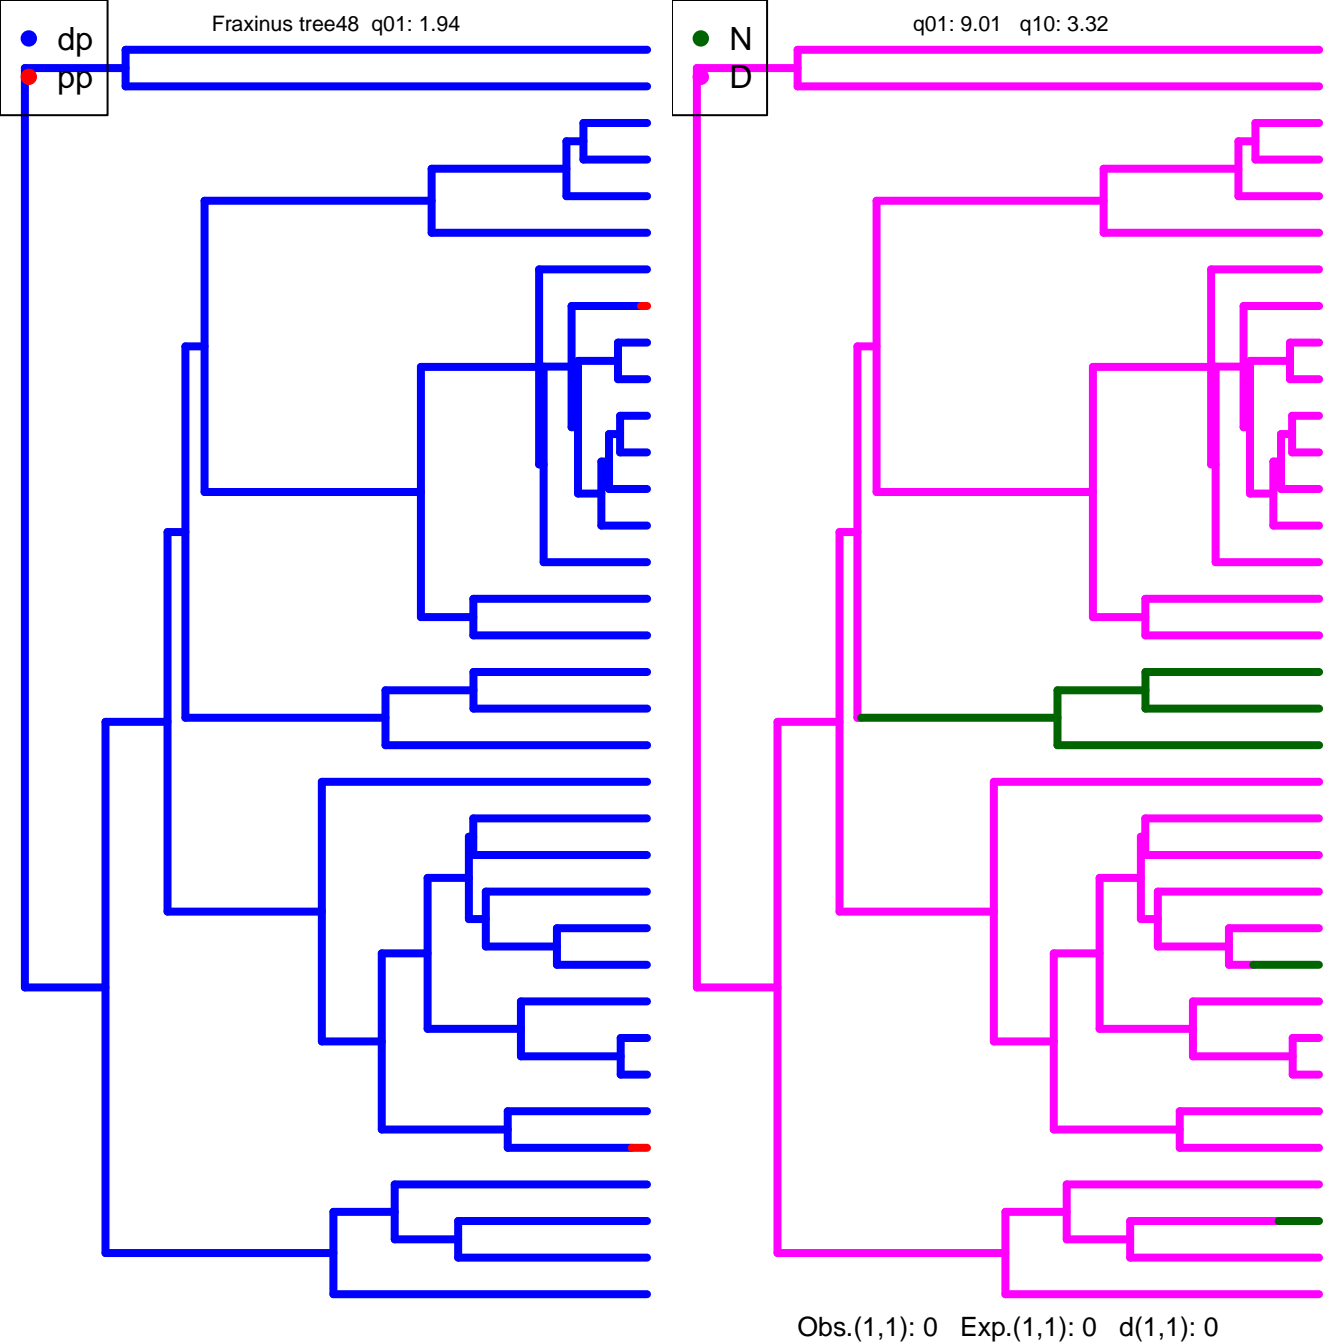 Fraxinus tree48  q01: 1.94
dp
pp
q01: 9.01   q10: 3.32
N
D
Obs.(1,1): 0   Exp.(1,1): 0   d(1,1): 0